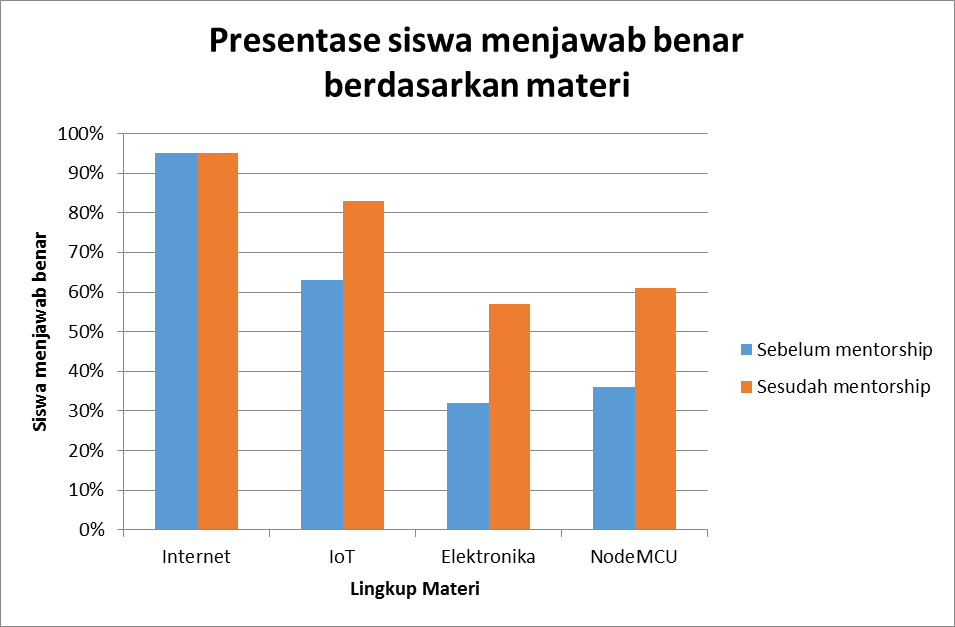 Presentase siswa menjawab benar
berdasarkan materi
100%
90%
80%
70%
60%
50%
40%
30%
20%
10%
0%
Siswa menjawab benar
Internet
IoT
Elektronika
NodeMCU
Lingkup Materi
Sebelum mentorship
Sesudah mentorship